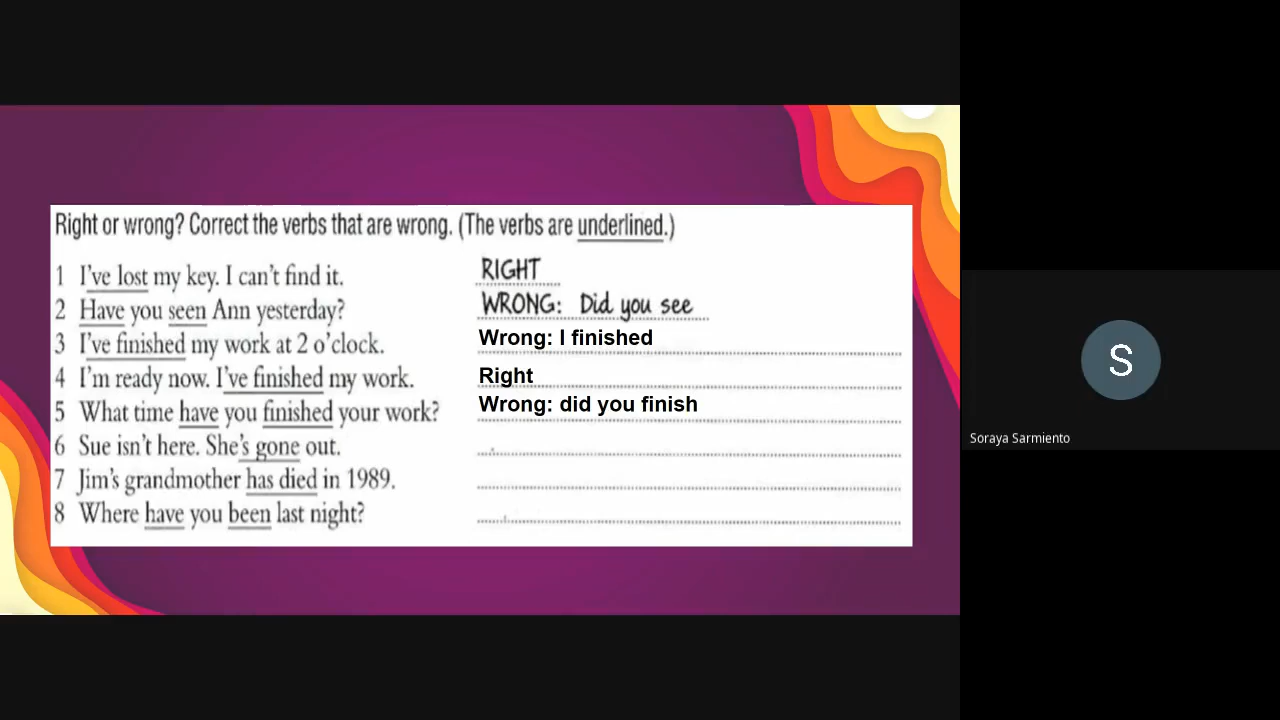 Right or wrong? Correct the verbs that are wrong. (The verbs are underlined.)
1 I've lost my key. I can't find it. RIGHT
2 Have you seen Ann yesterday? WRONG: Did you see
3 I've finished my work at 2 o'clock. Wrong: I finished
4 I'm ready now. I've finished my work. Right
5 What time have you finished your work? Wrong: did you finish
6 Sue isn't here. She's gone out.
7 Jim's grandmother has died in 1989.
8 Where have you been last night?
S
Soraya Sarmiento